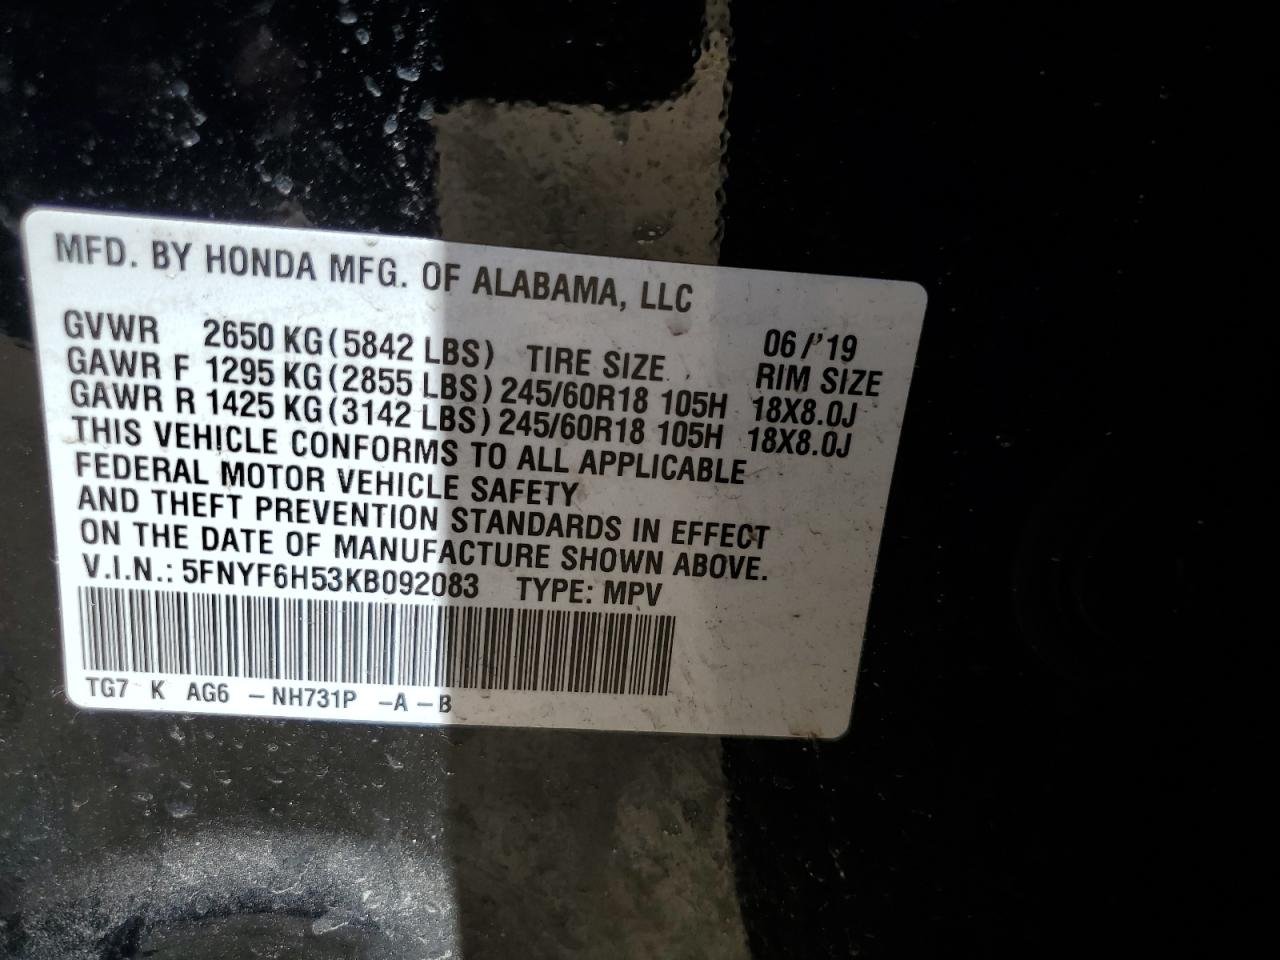 MFD. BY HONDA MFG. OF ALABAMA, LLC
GVWR 2650 KG (5842 LBS) TIRE SIZE 06/'19 RIM SIZE
GAWR F 1295 KG (2855 LBS) 245/60R18 105H 18X8.0J
GAWR R 1425 KG (3142 LBS) 245/60R18 105H 18X8.0J
THIS VEHICLE CONFORMS TO ALL APPLICABLE
FEDERAL MOTOR VEHICLE SAFETY
AND THEFT PREVENTION STANDARDS IN EFFECT
ON THE DATE OF MANUFACTURE SHOWN ABOVE.
V.I.N.: 5FNYF6H53KB092083 TYPE: MPV
TG7 K AG6 – NH731P –A – B